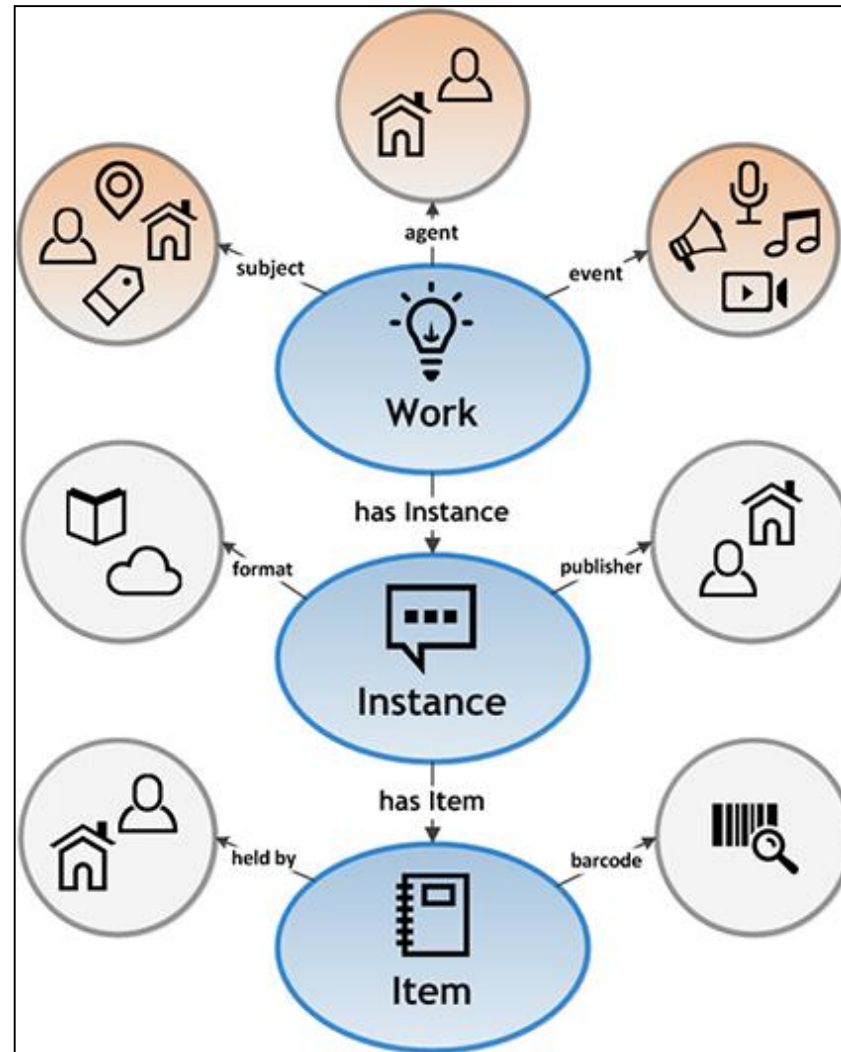 agent
subject
event
Work
has Instance
format
publisher
Instance
has Item
held by
barcode
Item